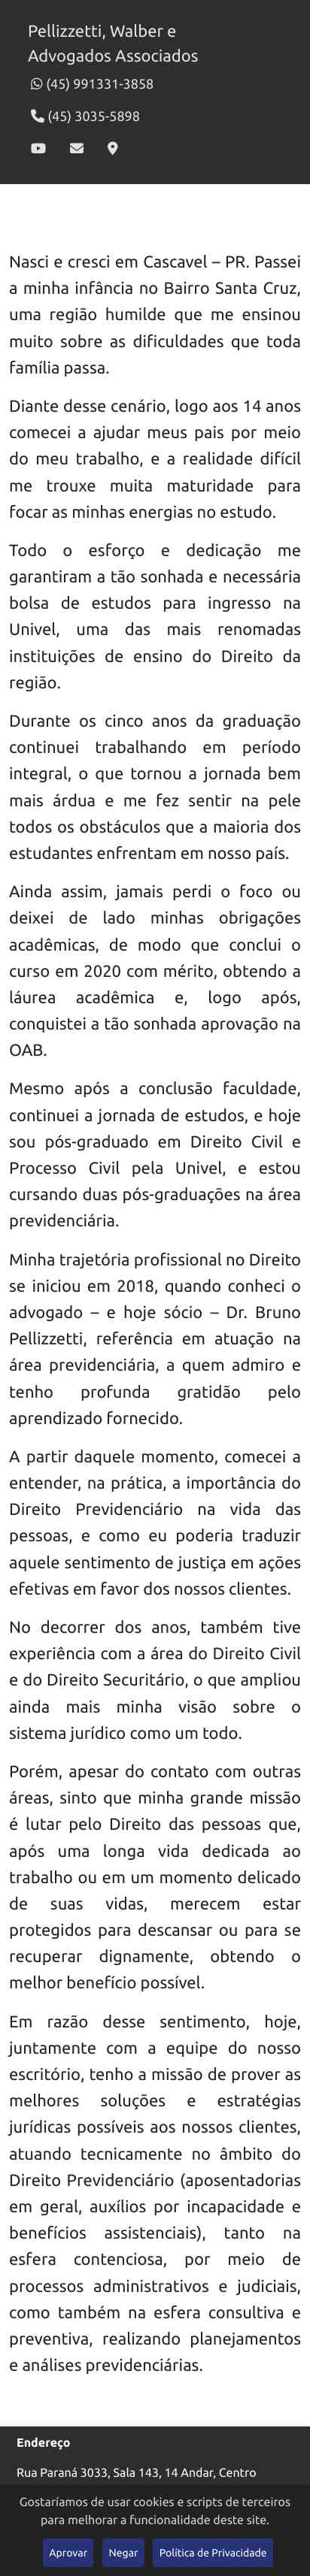 Pellizzetti, Walber e
Advogados Associados
(45) 991331-3858
(45) 3035-5898
Nasci e cresci em Cascavel – PR. Passei
a minha infância no Bairro Santa Cruz,
uma região humilde que me ensinou
muito sobre as dificuldades que toda
família passa.
Diante desse cenário, logo aos 14 anos
comecei a ajudar meus pais por meio
do meu trabalho, e a realidade difícil
me trouxe muita maturidade para
focar as minhas energias no estudo.
Todo o esforço e dedicação me
garantiram a tão sonhada e necessária
bolsa de estudos para ingresso na
Univel, uma das mais renomadas
instituições de ensino do Direito da
região.
Durante os cinco anos da graduação
continuei trabalhando em período
integral, o que tornou a jornada bem
mais árdua e me fez sentir na pele
todos os obstáculos que a maioria dos
estudantes enfrentam em nosso país.
Ainda assim, jamais perdi o foco ou
deixei de lado minhas obrigações
acadêmicas, de modo que conclui o
curso em 2020 com mérito, obtendo a
láurea acadêmica e, logo após,
conquistei a tão sonhada aprovação na
OAB.
Mesmo após a conclusão faculdade,
continuei a jornada de estudos, e hoje
sou pós-graduado em Direito Civil e
Processo Civil pela Univel, e estou
cursando duas pós-graduações na área
previdenciária.
Minha trajetória profissional no Direito
se iniciou em 2018, quando conheci o
advogado – e hoje sócio – Dr. Bruno
Pellizzetti, referência em atuação na
área previdenciária, a quem admiro e
tenho profunda gratidão pelo
aprendizado fornecido.
A partir daquele momento, comecei a
entender, na prática, a importância do
Direito Previdenciário na vida das
pessoas, e como eu poderia traduzir
aquele sentimento de justiça em ações
efetivas em favor dos nossos clientes.
No decorrer dos anos, também tive
experiência com a área do Direito Civil
e do Direito Securitário, o que ampliou
ainda mais minha visão sobre o
sistema jurídico como um todo.
Porém, apesar do contato com outras
áreas, sinto que minha grande missão
é lutar pelo Direito das pessoas que,
após uma longa vida dedicada ao
trabalho ou em um momento delicado
de suas vidas, merecem estar
protegidos para descansar ou para se
recuperar dignamente, obtendo o
melhor benefício possível.
Em razão desse sentimento, hoje,
juntamente com a equipe do nosso
escritório, tenho a missão de prover as
melhores soluções e estratégias
jurídicas possíveis aos nossos clientes,
atuando tecnicamente no âmbito do
Direito Previdenciário (aposentadorias
em geral, auxílios por incapacidade e
benefícios assistenciais), tanto na
esfera contenciosa, por meio de
processos administrativos e judiciais,
como também na esfera consultiva e
preventiva, realizando planejamentos
e análises previdenciárias.
Endereço
Rua Paraná 3033, Sala 143, 14 Andar, Centro
Gostaríamos de usar cookies e scripts de terceiros
para melhorar a funcionalidade deste site.
Aprovar Negar Política de Privacidade